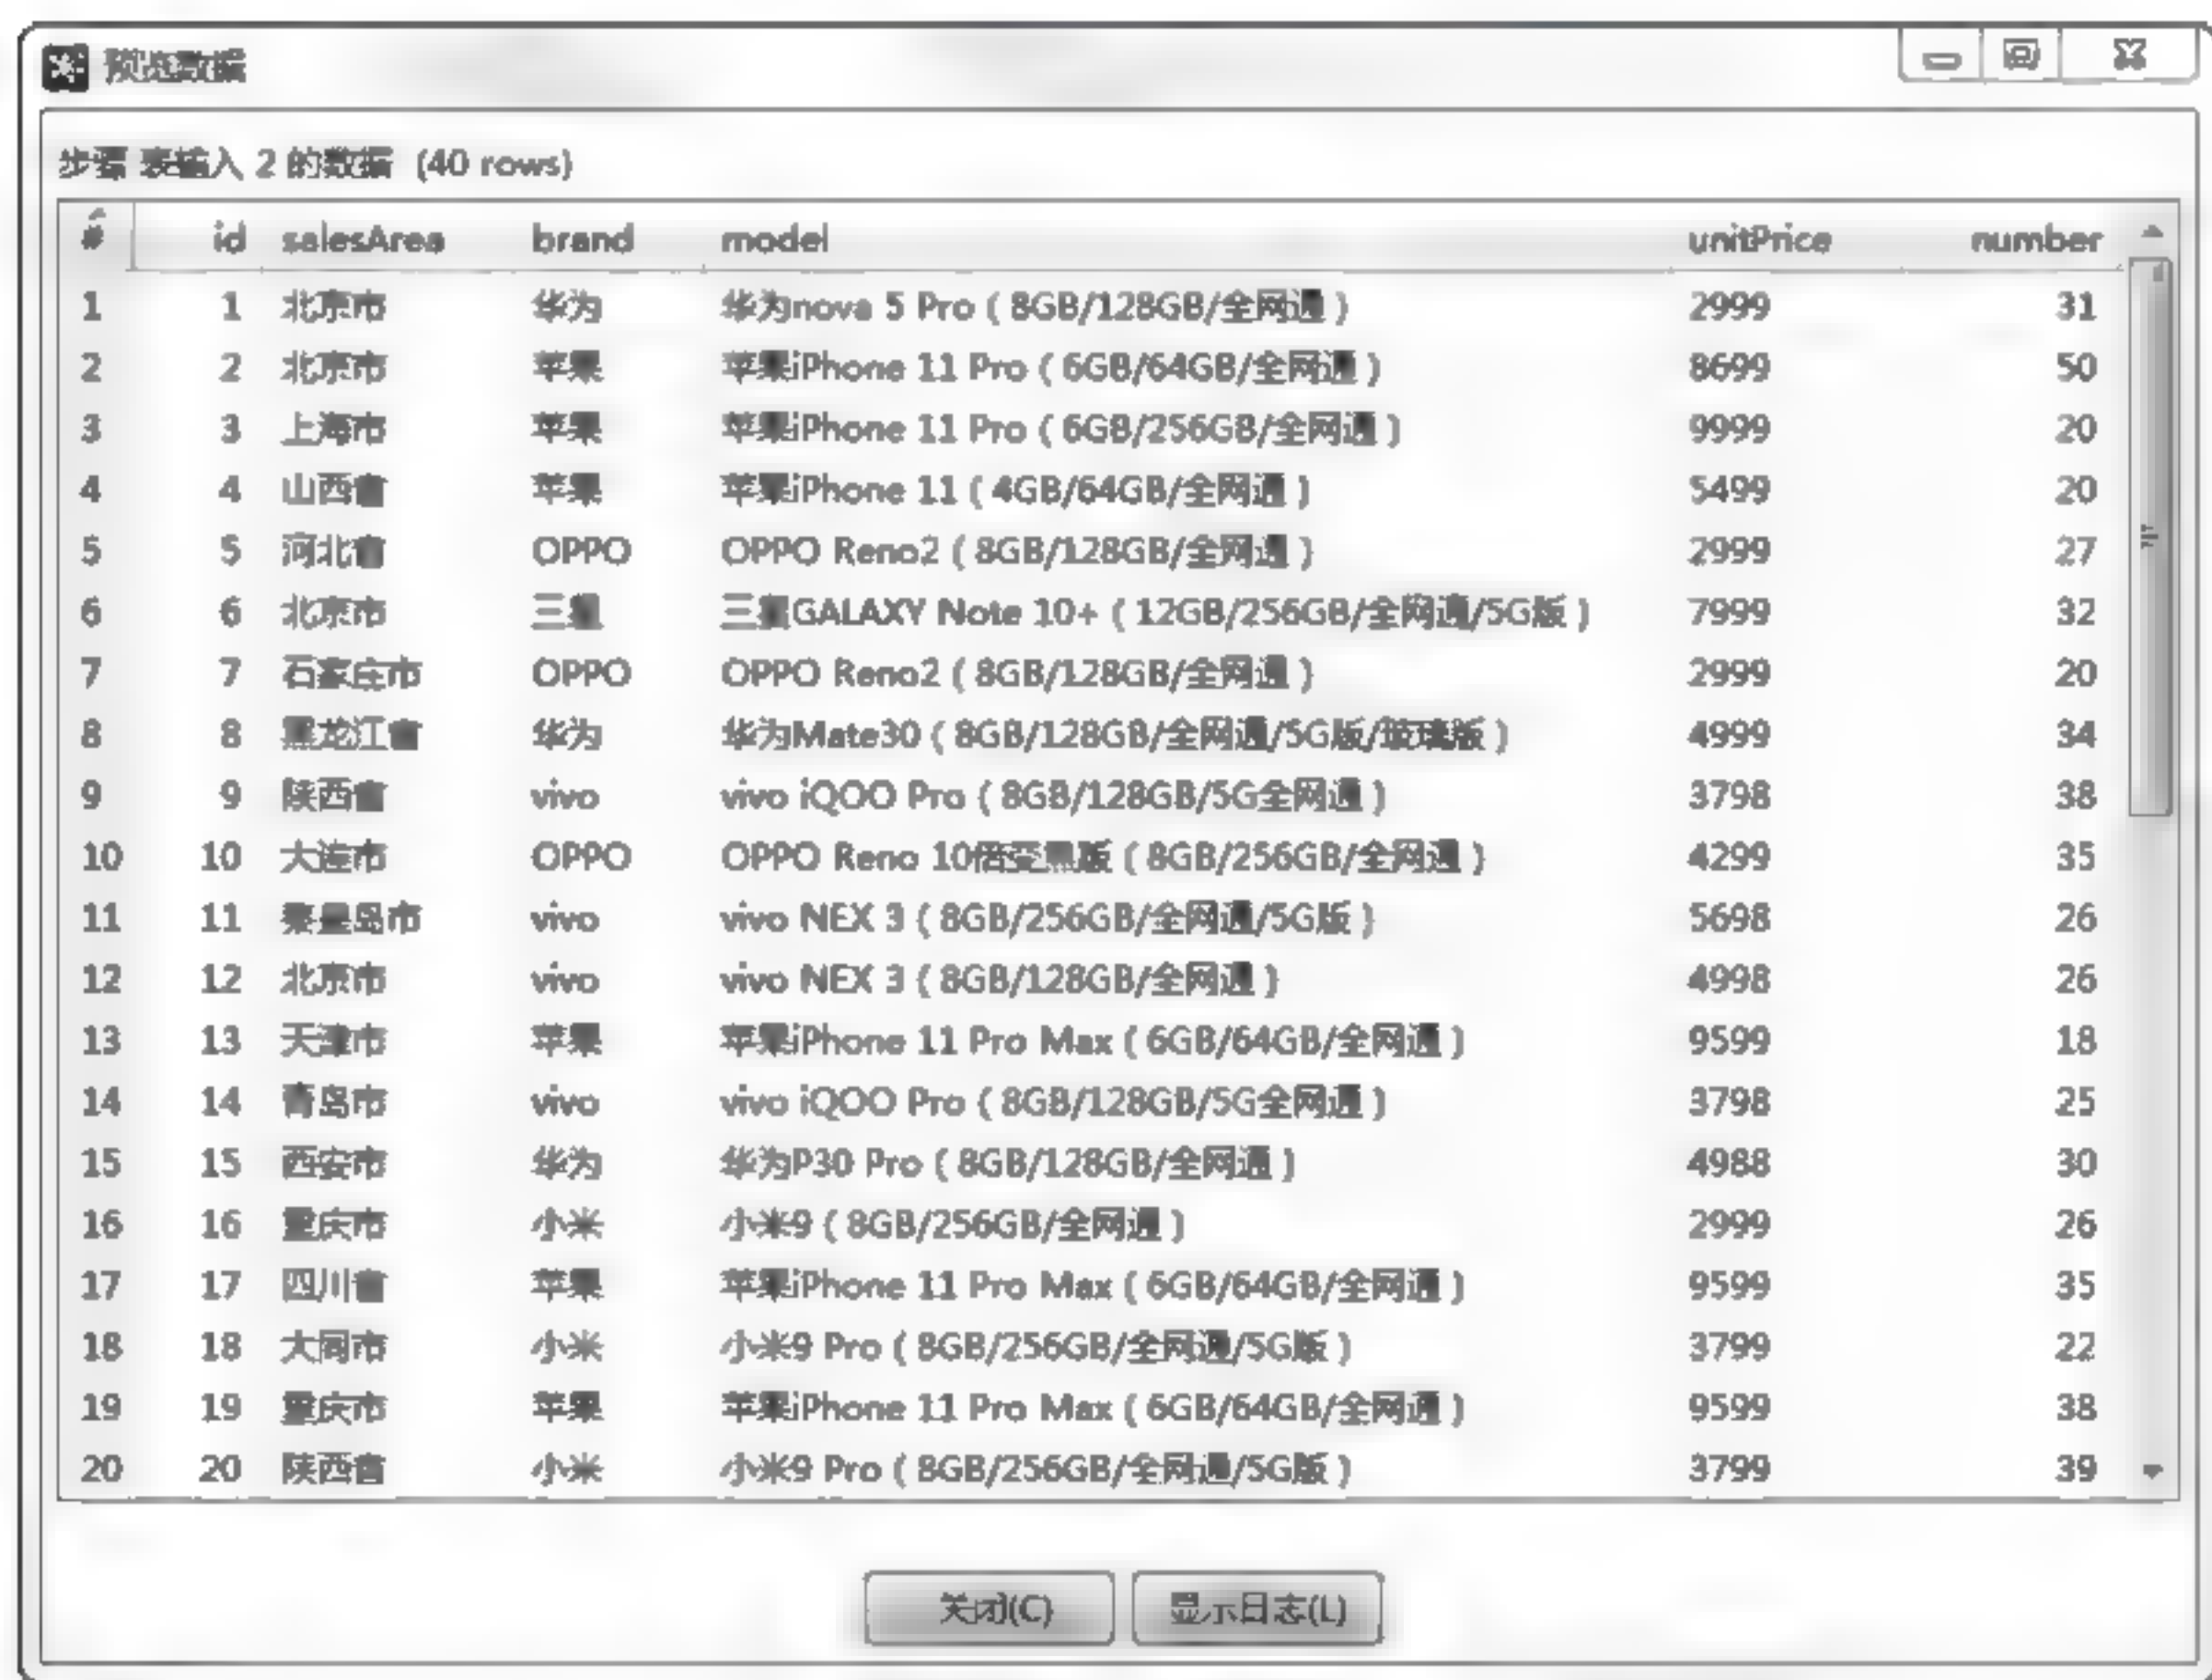 预览数据
步骤 表输入 2 的数据 (40 rows)
# id salesArea brand model unitPrice number
1 1 北京市 华为 华为nova 5 Pro（8GB/128GB/全网通） 2999 31
2 2 北京市 苹果 苹果iPhone 11 Pro（6GB/64GB/全网通） 8699 50
3 3 上海市 苹果 苹果iPhone 11 Pro（6GB/256GB/全网通） 9999 20
4 4 山西省 苹果 苹果iPhone 11（4GB/64GB/全网通） 5499 20
5 5 河北省 OPPO OPPO Reno2（8GB/128GB/全网通） 2999 27
6 6 北京市 三星 三星GALAXY Note 10+（12GB/256GB/全网通/5G版） 7999 32
7 7 石家庄市 OPPO OPPO Reno2（8GB/128GB/全网通） 2999 20
8 8 黑龙江省 华为 华为Mate30（8GB/128GB/全网通/5G版/玻璃版） 4999 34
9 9 陕西省 vivo vivo iQOO Pro（8GB/128GB/5G全网通） 3798 38
10 10 大连市 OPPO OPPO Reno 10倍变焦版（8GB/256GB/全网通） 4299 35
11 11 秦皇岛市 vivo vivo NEX 3（8GB/256GB/全网通/5G版） 5698 26
12 12 北京市 vivo vivo NEX 3（8GB/128GB/全网通） 4998 26
13 13 天津市 苹果 苹果iPhone 11 Pro Max（6GB/64GB/全网通） 9599 18
14 14 青岛市 vivo vivo iQOO Pro（8GB/128GB/5G全网通） 3798 25
15 15 西安市 华为 华为P30 Pro（8GB/128GB/全网通） 4988 30
16 16 重庆市 小米 小米9（8GB/256GB/全网通） 2999 26
17 17 四川省 苹果 苹果iPhone 11 Pro Max（6GB/64GB/全网通） 9599 35
18 18 大同市 小米 小米9 Pro（8GB/256GB/全网通/5G版） 3799 22
19 19 重庆市 苹果 苹果iPhone 11 Pro Max（6GB/64GB/全网通） 9599 38
20 20 陕西省 小米 小米9 Pro（8GB/256GB/全网通/5G版） 3799 39
关闭(C) 显示日志(L)